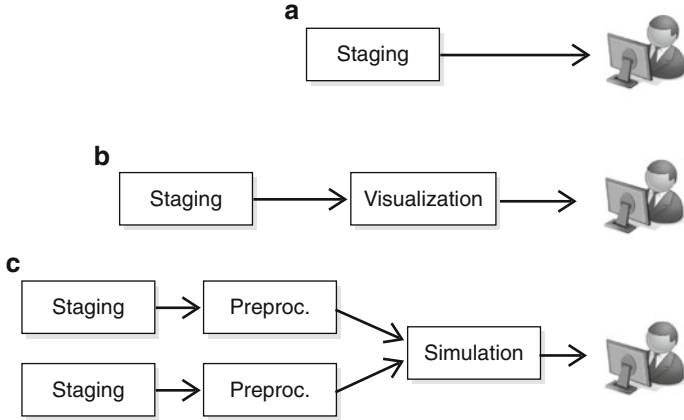 a
Staging
b
Staging
Visualization
c
Staging
Preproc.
Simulation
Staging
Preproc.